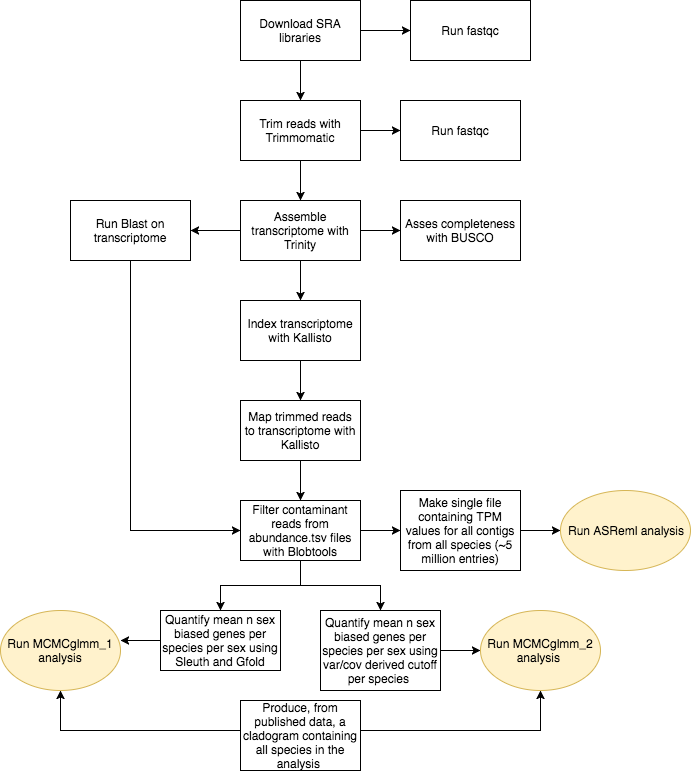 Download SRA
libraries
Run fastqc
Trim reads with
Trimmomatic
Run fastqc
Run Blast on
transcriptome
Assemble
transcriptome with
Trinity
Asses completeness
with BUSCO
Index transcriptome
with Kallisto
Map trimmed reads
to transcriptome with
Kallisto
Filter contaminant
reads from
abundance.tsv files
with Blobtools
Make single file
containing TPM
values for all contigs
from all species (~5
million entries)
Run ASReml analysis
Run MCMCglmm_1
analysis
Quantify mean n sex
biased genes per
species per sex using
Sleuth and Gfold
Quantify mean n sex
biased genes per
species per sex using
var/cov derived cutoff
per species
Run MCMCglmm_2
analysis
Produce, from
published data, a
cladogram containing
all species in the
analysis